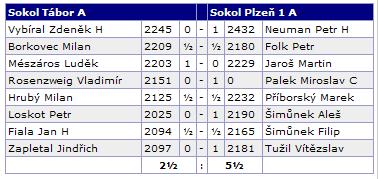 Sokol Tábor A Sokol Plzeň 1 A
Vybíral Zdeněk H 2245 0 - 1 2432 Neuman Petr H
Borkovec Milan 2209 ½ - ½ 2180 Folk Petr
Mészáros Luděk 2203 1 - 0 2229 Jaroš Martin
Rosenzweig Vladimír 2151 0 - 1 0 Palek Miroslav C
Hrubý Milan 2125 ½ - ½ 2232 Příborský Marek
Loskot Petr 2025 0 - 1 2190 Šimůnek Aleš
Fiala Jan H 2094 ½ - ½ 2165 Šimůnek Filip
Zapletal Jindřich 2097 0 - 1 2181 Tužil Vítězslav
2½ : 5½